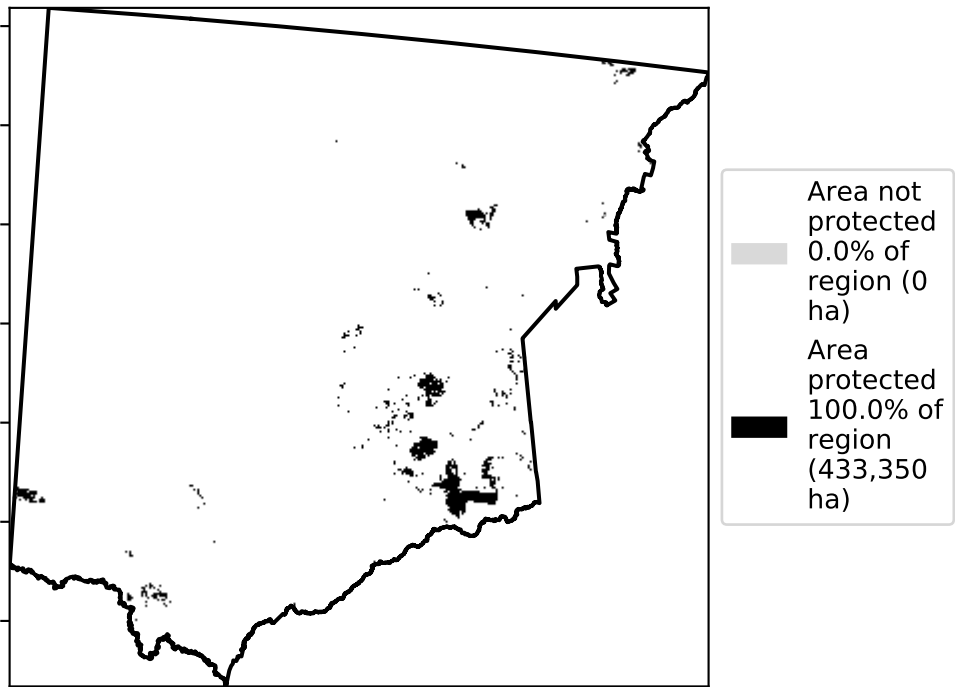 Area not
protected
0.0% of
region (0
ha)
Area
protected
100.0% of
region
(433,350
ha)